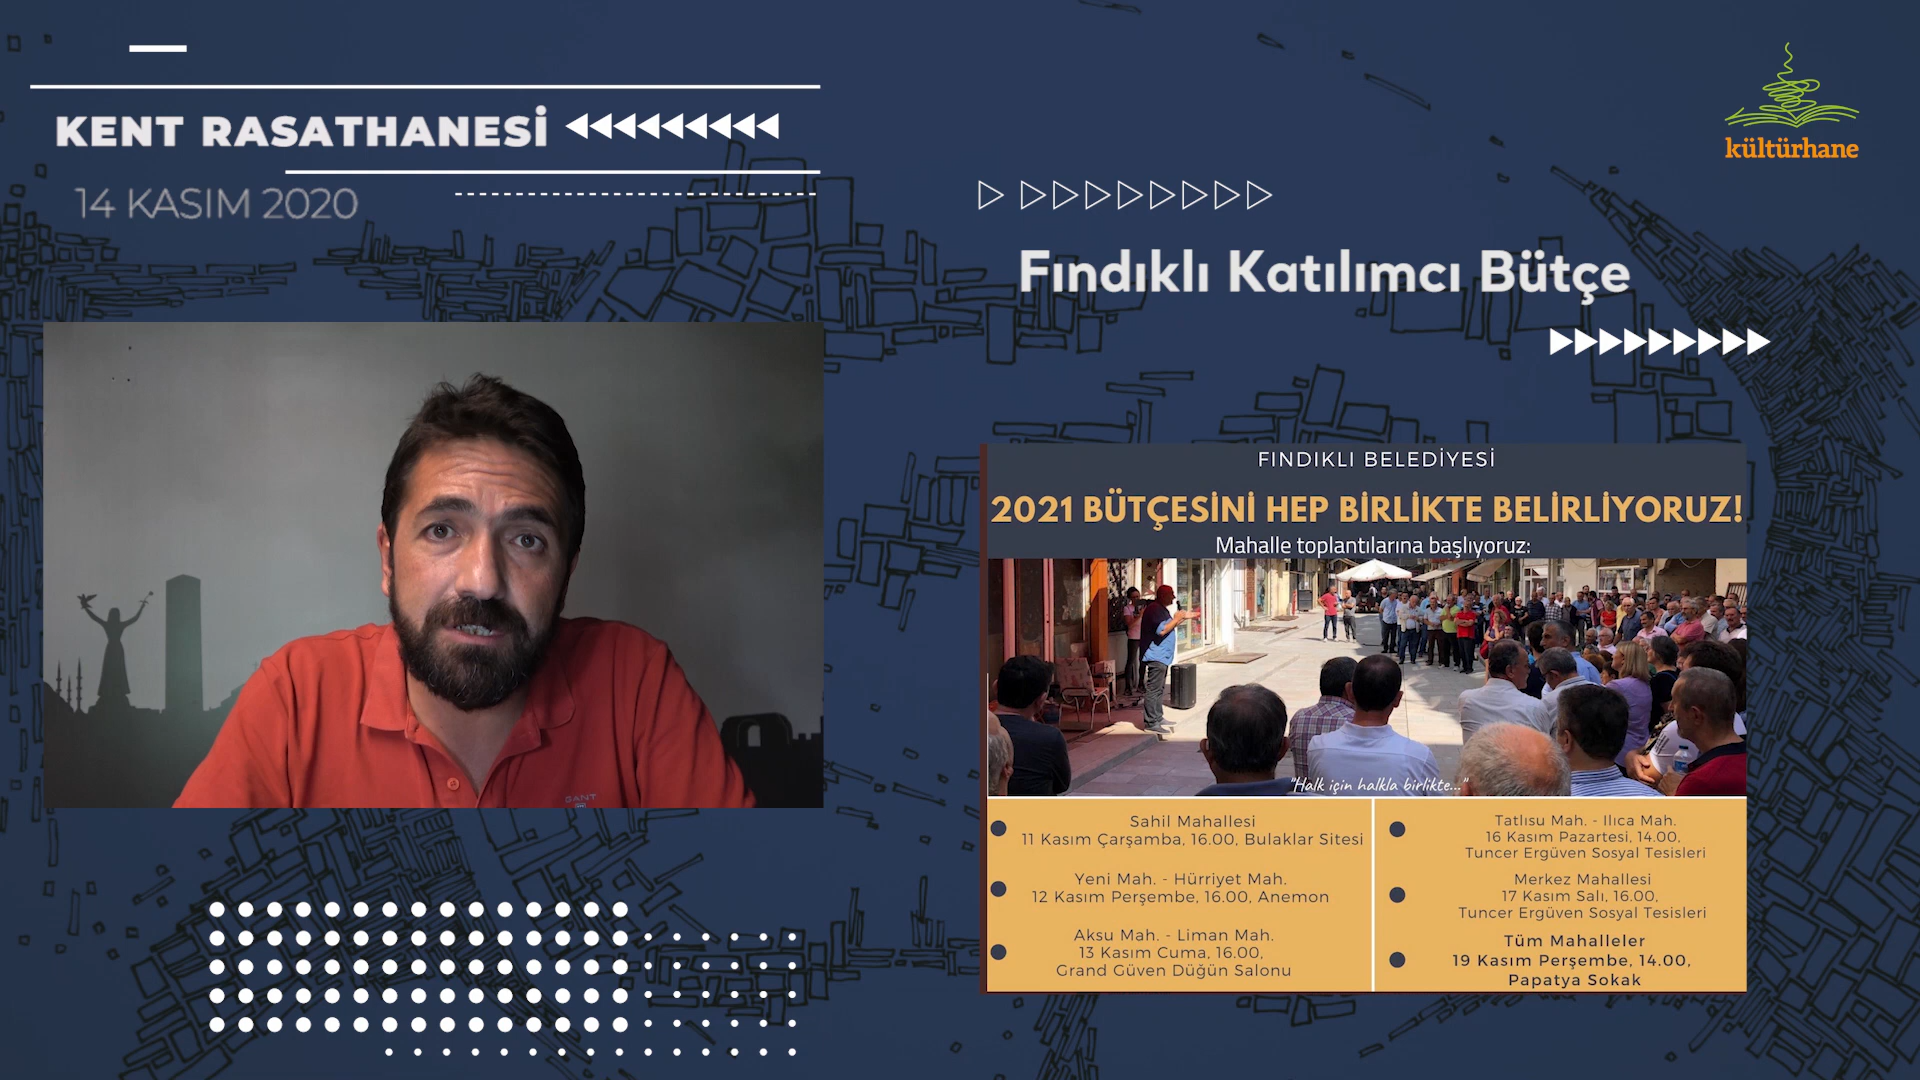 KENT RASATHANESİ
14 KASIM 2020
kültürhane
Fındıklı Katılımcı Bütçe
FINDIKLI BELEDİYESİ
2021 BÜTÇESİNİ HEP BİRLİKTE BELİRLİYORUZ!
Mahalle toplantılarına başlıyoruz:
"Halk için halkla birlikte..."
Sahil Mahallesi
11 Kasım Çarşamba, 16.00, Bulaklar Sitesi
Yeni Mah. - Hürriyet Mah.
12 Kasım Perşembe, 16.00, Anemon
Aksu Mah. - Liman Mah.
13 Kasım Cuma, 16.00,
Grand Güven Düğün Salonu
Tatlısu Mah. - Ilıca Mah.
16 Kasım Pazartesi, 14.00,
Tuncer Ergüven Sosyal Tesisleri
Merkez Mahallesi
17 Kasım Salı, 16.00,
Tuncer Ergüven Sosyal Tesisleri
Tüm Mahalleler
19 Kasım Perşembe, 14.00,
Papatya Sokak
GANT